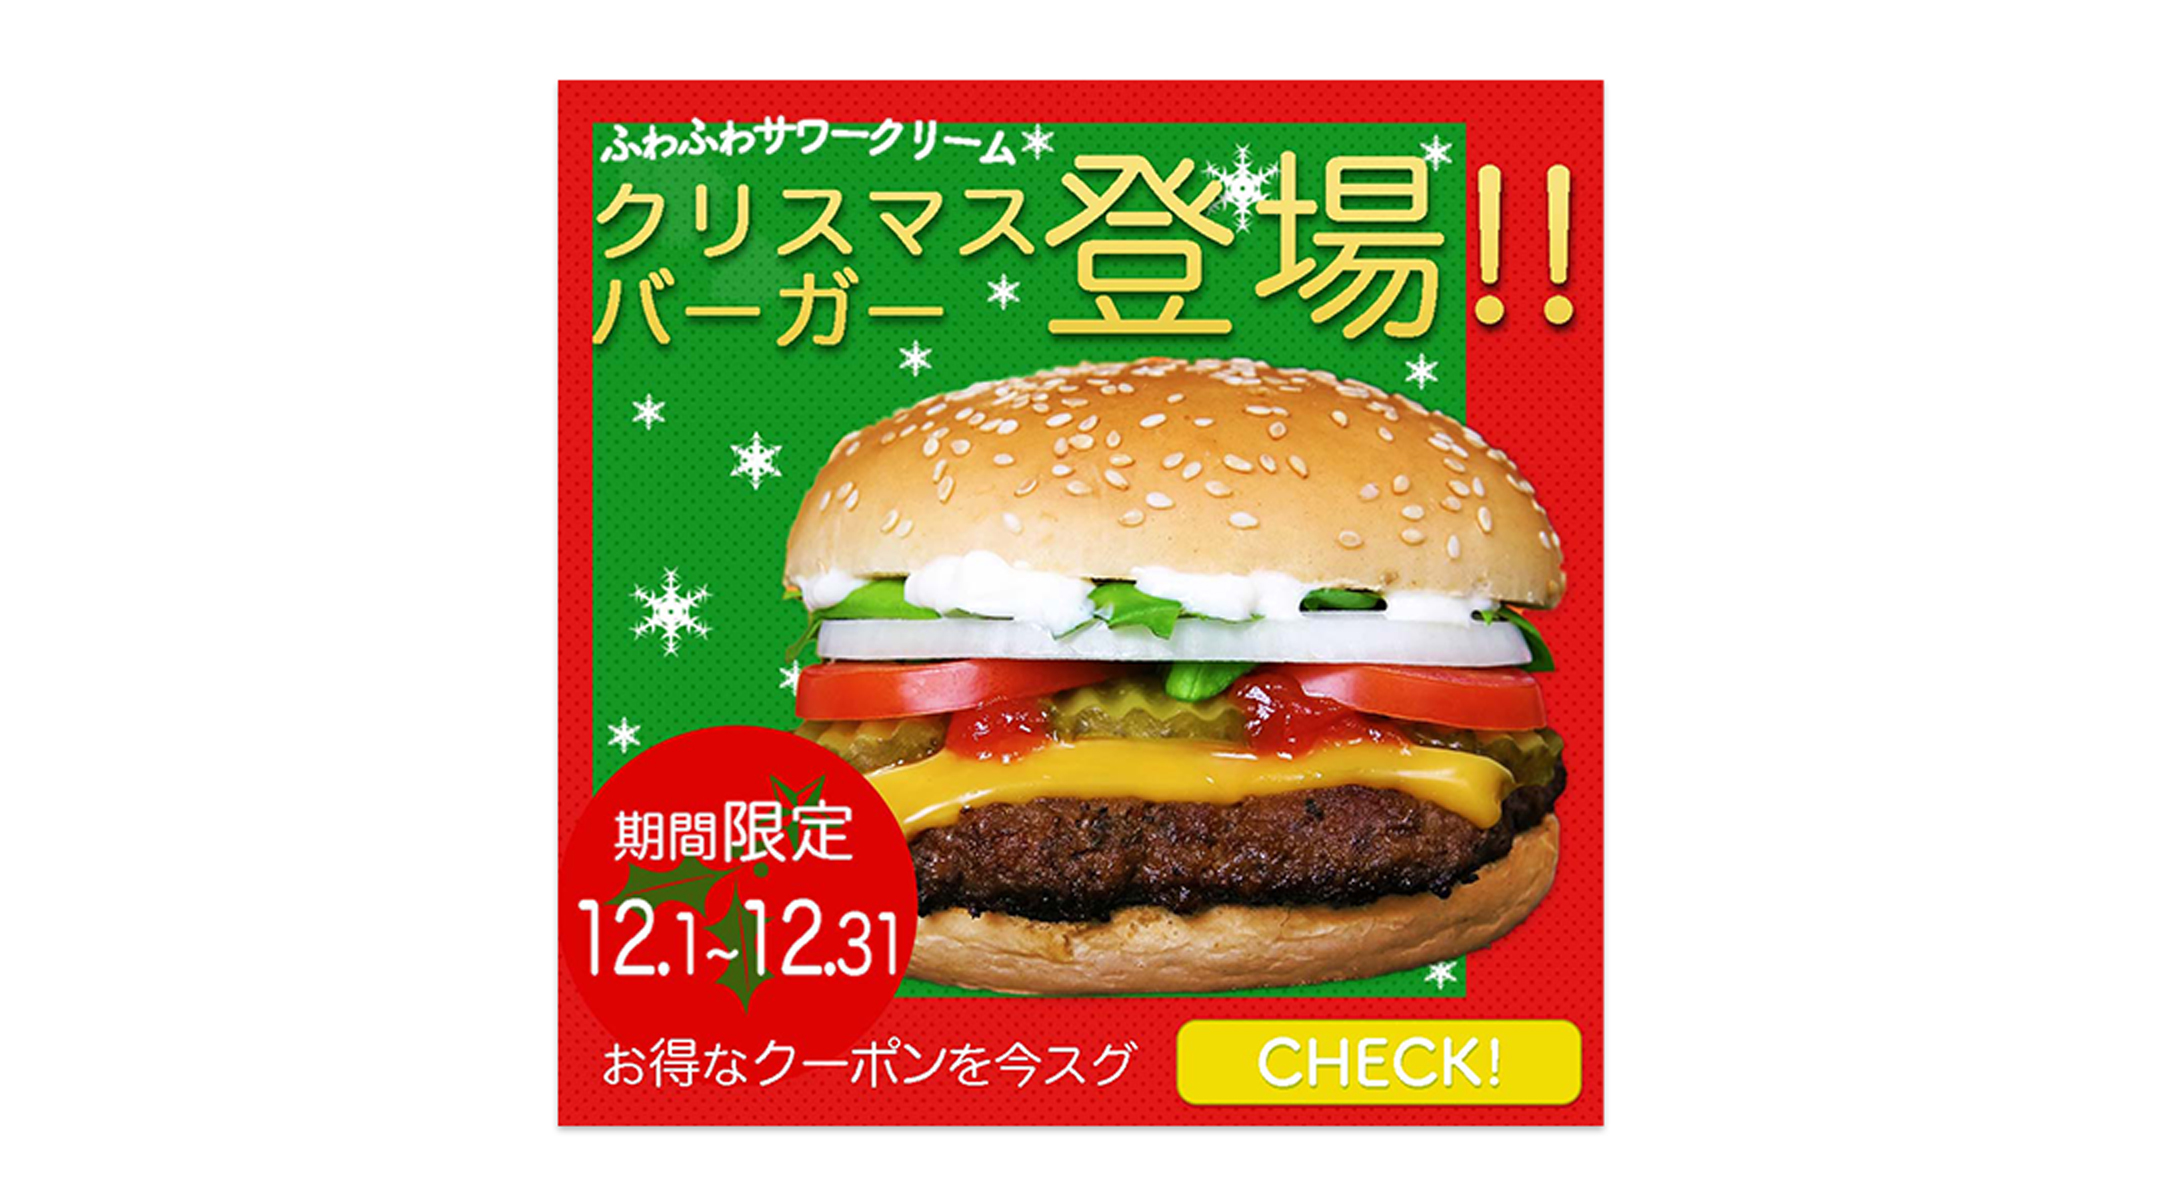 ふわふわサワークリーム
クリスマス
バーガー
登場!!
期間限定
12.1~12.31
お得なクーポンを今スグ
CHECK!